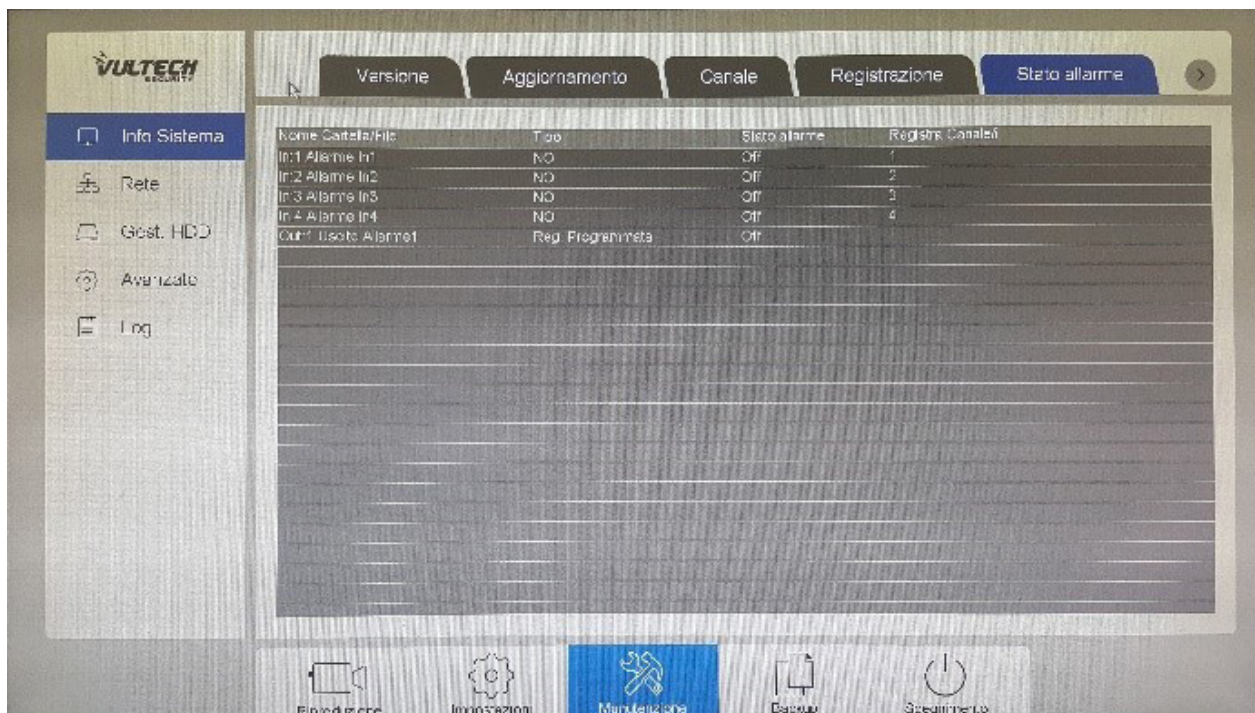 VULTECH
SECURITY
Versione
Aggiornamento
Canale
Registrazione
Stato allarme
Info Sistema
Rete
Gest. HDD
Avanzate
Log
Nome Cartella/File Tipo Stato allarme Registra Canale/i
In:1 Allarme In1 NO Off 1
In:2 Allarme In2 NO Off 2
In:3 Allarme In3 NO Off 3
In:4 Allarme In4 NO Off 4
Out:1 Uscita Allarme1 Reg. Programmata Off
Riproduzione
Impostazioni
Manutenzione
Backup
Spegnimento